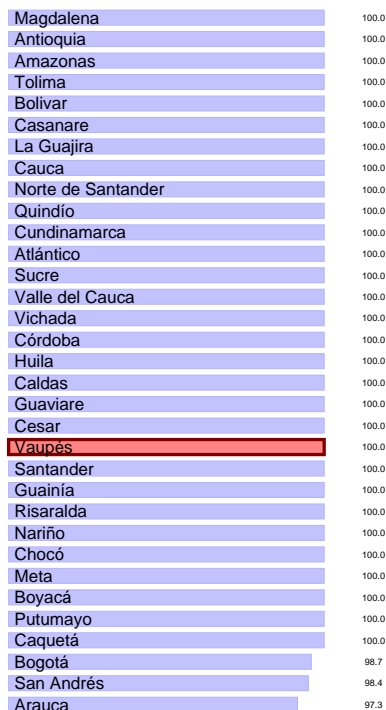 Magdalena 100.0
Antioquia 100.0
Amazonas 100.0
Tolima 100.0
Bolivar 100.0
Casanare 100.0
La Guajira 100.0
Cauca 100.0
Norte de Santander 100.0
Quindío 100.0
Cundinamarca 100.0
Atlántico 100.0
Sucre 100.0
Valle del Cauca 100.0
Vichada 100.0
Córdoba 100.0
Huila 100.0
Caldas 100.0
Guaviare 100.0
Cesar 100.0
Vaupés 100.0
Santander 100.0
Guainía 100.0
Risaralda 100.0
Nariño 100.0
Chocó 100.0
Meta 100.0
Boyacá 100.0
Putumayo 100.0
Caquetá 100.0
Bogotá 98.7
San Andrés 98.4
Arauca 97.3